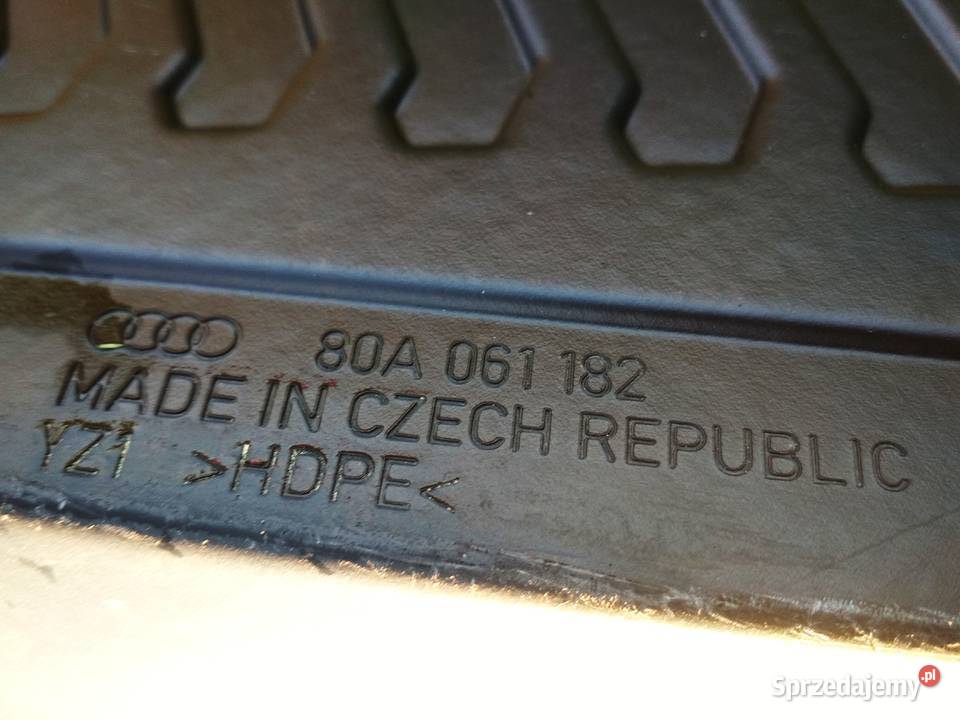 80A 061 182
MADE IN CZECH REPUBLIC
YZ1 >HDPE<
Sprzedajemy.pl